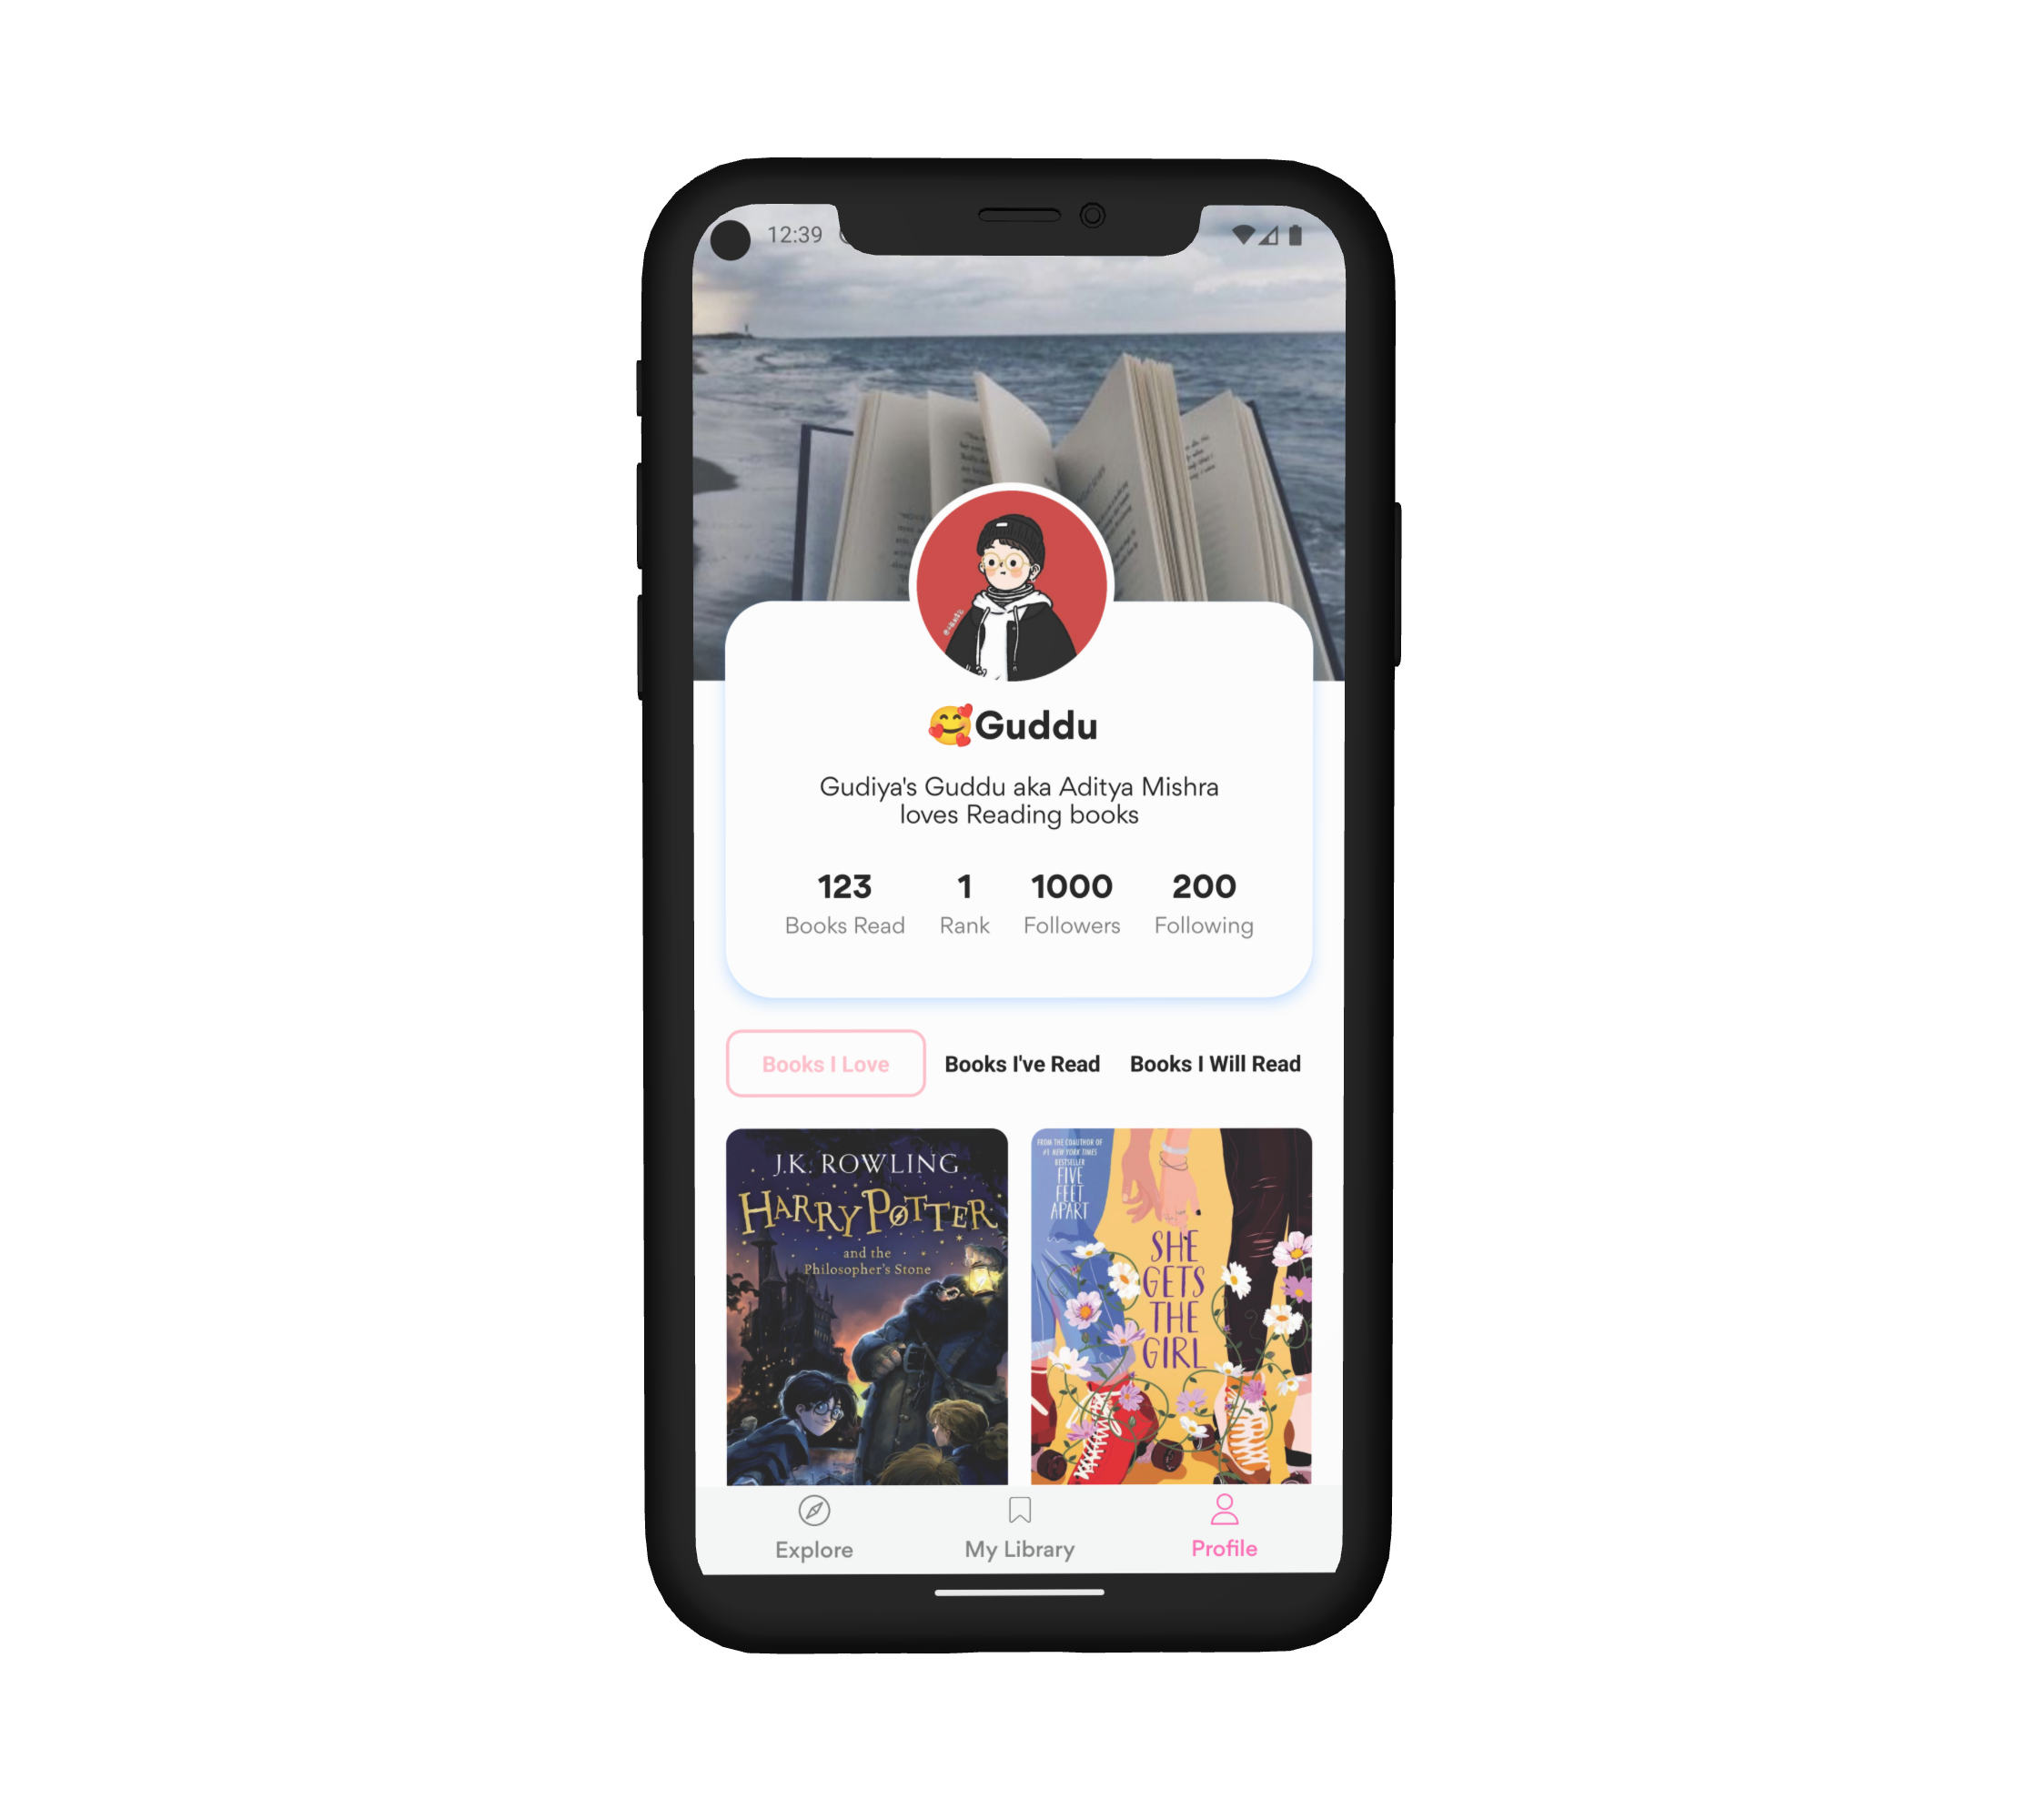 12:39
🥰Guddu
Gudiya's Guddu aka Aditya Mishra
loves Reading books
123 1 1000 200
Books Read Rank Followers Following
Books I Love Books I've Read Books I Will Read
J.K. ROWLING
HARRY POTTER
and the
Philosopher's Stone
FROM THE COAUTHOR OF
#1 NEW YORK TIMES
BESTSELLER
FIVE
FEET
APART
SHE
GETS
THE
GIRL
Explore My Library Profile